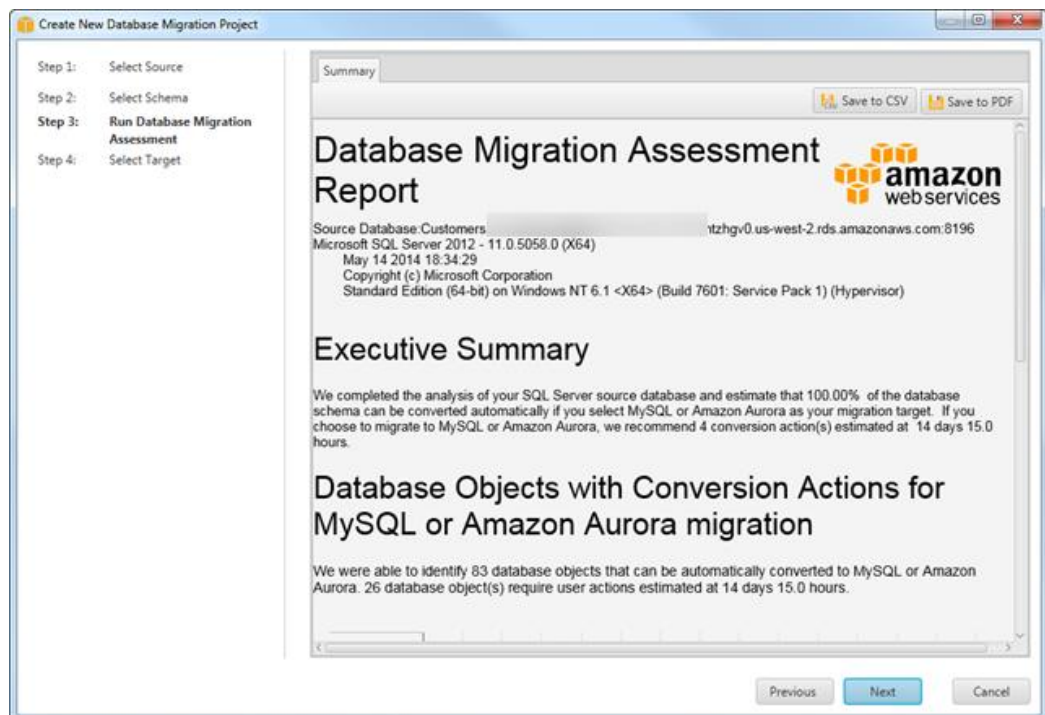 Create New Database Migration Project
Step 1: Select Source
Step 2: Select Schema
Step 3: Run Database Migration
Assessment
Step 4: Select Target
Summary
Save to CSV Save to PDF
Database Migration Assessment
Report
amazon
webservices
Source Database:Customers ntzhgv0.us-west-2.rds.amazonaws.com:8196
Microsoft SQL Server 2012 - 11.0.5058.0 (X64)
May 14 2014 18:34:29
Copyright (c) Microsoft Corporation
Standard Edition (64-bit) on Windows NT 6.1 <X64> (Build 7601: Service Pack 1) (Hypervisor)
Executive Summary
We completed the analysis of your SQL Server source database and estimate that 100.00% of the database
schema can be converted automatically if you select MySQL or Amazon Aurora as your migration target. If you
choose to migrate to MySQL or Amazon Aurora, we recommend 4 conversion action(s) estimated at 14 days 15.0
hours.
Database Objects with Conversion Actions for
MySQL or Amazon Aurora migration
We were able to identify 83 database objects that can be automatically converted to MySQL or Amazon
Aurora. 26 database object(s) require user actions estimated at 14 days 15.0 hours.
Previous Next Cancel